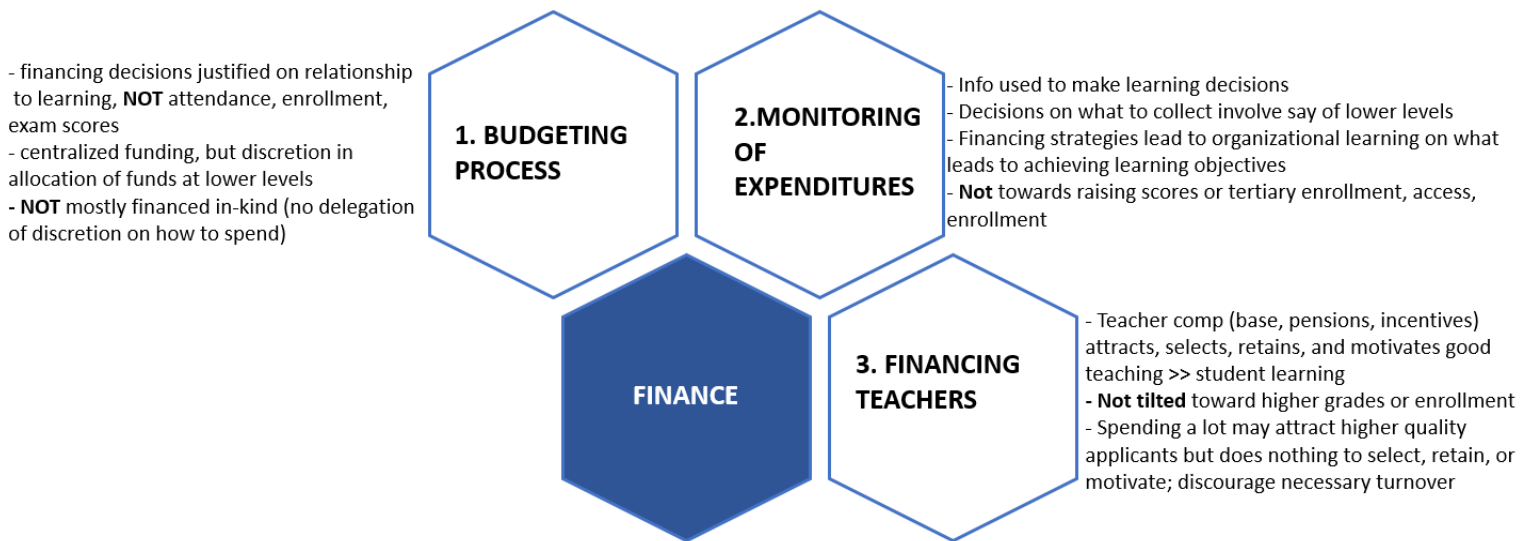 - financing decisions justified on relationship
to learning, NOT attendance, enrollment,
exam scores
- centralized funding, but discretion in
allocation of funds at lower levels
- NOT mostly financed in-kind (no delegation
of discretion on how to spend)
1. BUDGETING
PROCESS
2.MONITORING
OF
EXPENDITURES
- Info used to make learning decisions
- Decisions on what to collect involve say of lower levels
- Financing strategies lead to organizational learning on what
leads to achieving learning objectives
- Not towards raising scores or tertiary enrollment, access,
enrollment
FINANCE
3. FINANCING
TEACHERS
- Teacher comp (base, pensions, incentives)
attracts, selects, retains, and motivates good
teaching >> student learning
- Not tilted toward higher grades or enrollment
- Spending a lot may attract higher quality
applicants but does nothing to select, retain, or
motivate; discourage necessary turnover